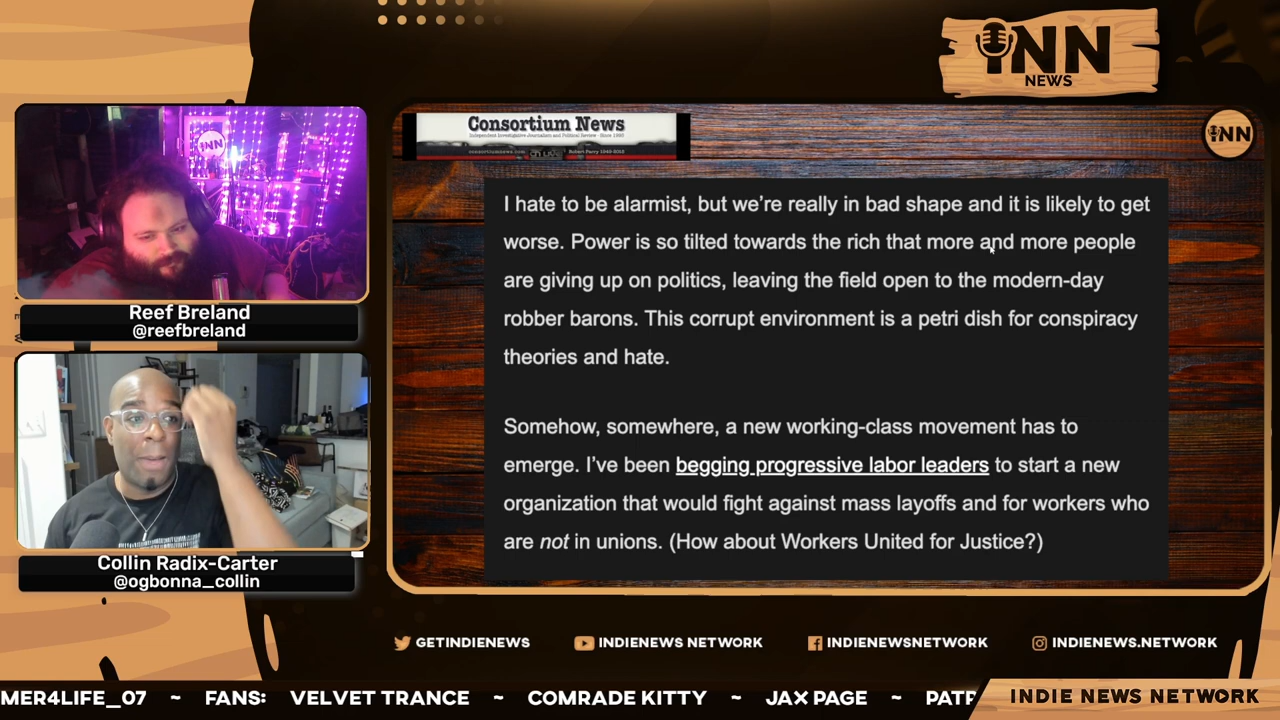 INN
NEWS
Consortium News
Independent Investigative Journalism and Political Review - Since 1995
INN
INN
I hate to be alarmist, but we’re really in bad shape and it is likely to get
worse. Power is so tilted towards the rich that more and more people
are giving up on politics, leaving the field open to the modern-day
robber barons. This corrupt environment is a petri dish for conspiracy
theories and hate.
Somehow, somewhere, a new working-class movement has to
emerge. I’ve been begging progressive labor leaders to start a new
organization that would fight against mass layoffs and for workers who
are not in unions. (How about Workers United for Justice?)
Reef Breland
@reefbreland
Collin Radix-Carter
@ogbonna_collin
GETINDIENEWS
INDIENEWS NETWORK
INDIENEWSNETWORK
INDIENEWS.NETWORK
MER4LIFE_07 ~ FANS: VELVET TRANCE ~ COMRADE KITTY ~ JAX PAGE ~ PATR
INDIE NEWS NETWORK